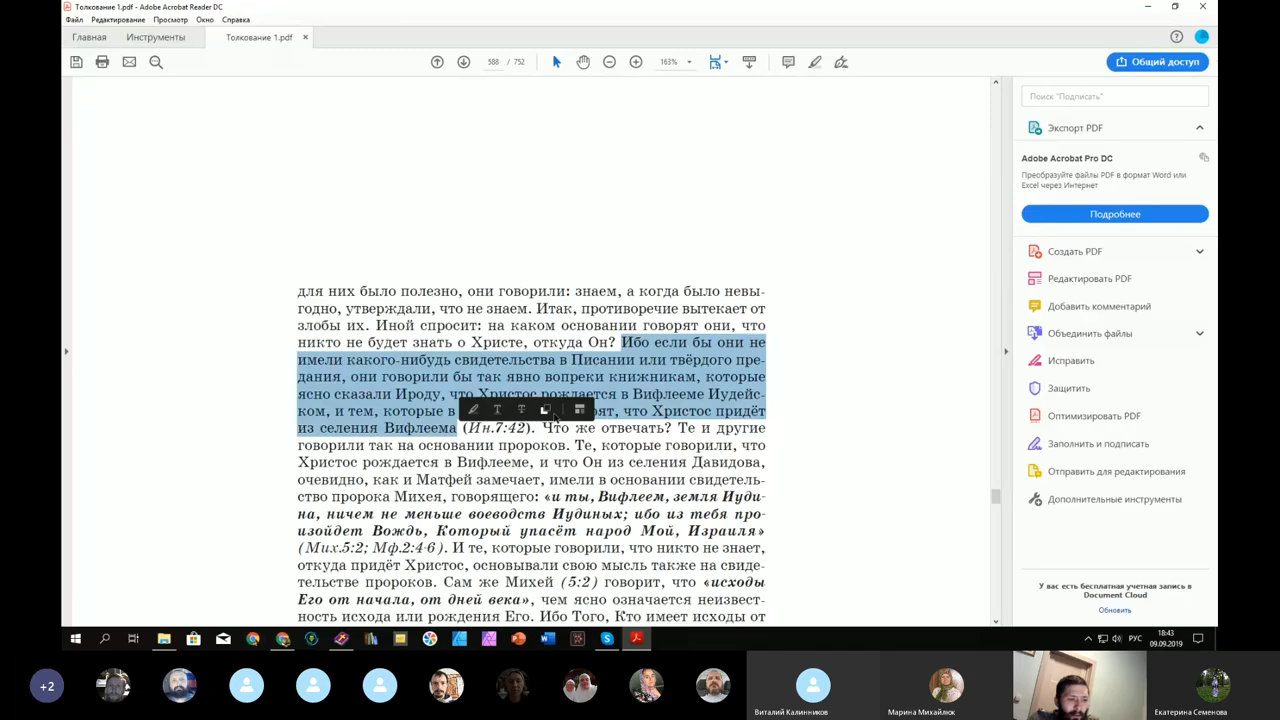 Толкование 1.pdf - Adobe Acrobat Reader DC
Файл Редактирование Просмотр Окно Справка
Главная Инструменты Толкование 1.pdf ×
588 / 752 163% Общий доступ
Поиск "Подписать"
Экспорт PDF
Adobe Acrobat Pro DC
Преобразуйте файлы PDF в формат Word или
Excel через Интернет
Подробнее
Создать PDF
Редактировать PDF
Добавить комментарий
Объединить файлы
Исправить
Защитить
Оптимизировать PDF
Заполнить и подписать
Отправить для редактирования
Дополнительные инструменты
У вас есть бесплатная учетная запись в
Document Cloud
Обновить
для них было полезно, они говорили: знаем, а когда было невы-
годно, утверждали, что не знаем. Итак, противоречие вытекает от
злобы их. Иной спросит: на каком основании говорят они, что
никто не будет знать о Христе, откуда Он? Ибо если бы они не
имели какого-нибудь свидетельства в Писании или твёрдого пре-
дания, они говорили бы так явно вопреки книжникам, которые
ясно сказали Ироду, что Христос рождается в Вифлееме Иудейс-
ком, и тем, которые в орят, что Христос придёт
из селения Вифлеема (Ин.7:42). Что же отвечать? Те и другие
говорили так на основании пророков. Те, которые говорили, что
Христос рождается в Вифлееме, и что Он из селения Давидова,
очевидно, как и Матфей замечает, имели в основании свидетель-
ство пророка Михея, говорящего: «и ты, Вифлеем, земля Иуди-
на, ничем не диньше воеводств Иудиных; ибо из тебя про-
изойдет Вождь, Который упасёт народ Мой, Израиля»
(Мих.5:2; Мф.2:4-6). И те, которые говорили, что никто не знает,
откуда придёт Христос, основывали свою мысль также на свиде-
тельстве пророков. Сам же Михей (5:2) говорит, что «исходы
Его от начала, от дней века», чем ясно означается неизвест-
ность исхода или рождения Его. Ибо Того, Кто имеет исходы от
РУС
18:43
09.09.2019
+2
Виталий Калинников
Марина Михайлюк
Екатерина Семенова